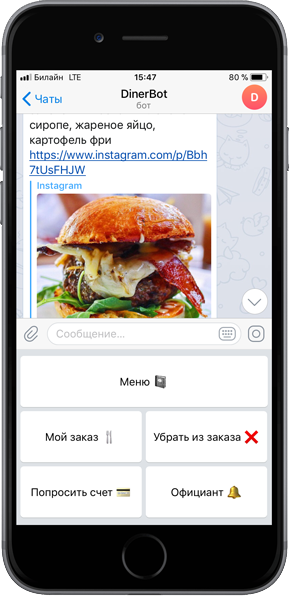 Билайн LTE 15:47 80 %
Чаты DinerBot D
бот
сиропе, жареное яйцо,
картофель фри
https://www.instagram.com/p/Bbh
7tUsFHJW
Instagram
Сообщение...
Меню
Мой заказ Убрать из заказа
Попросить счет Официант